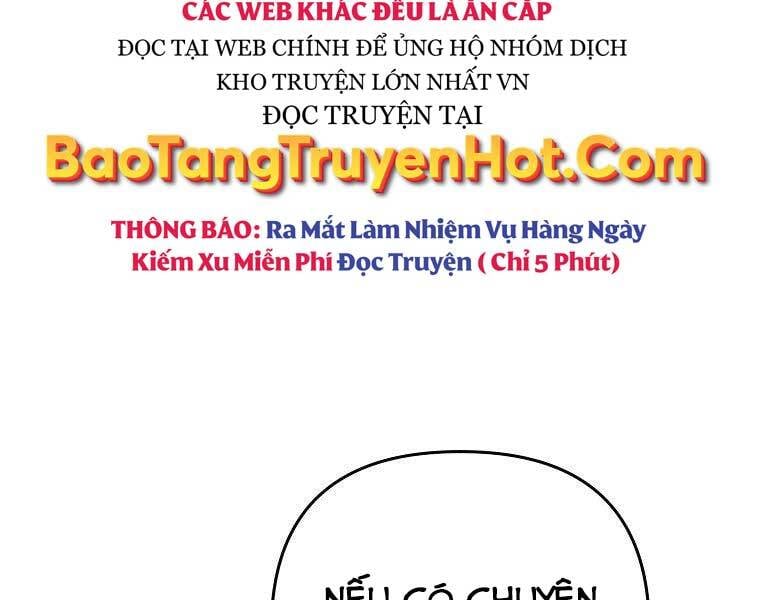 CÁC WEB KHÁC ĐỀU LÀ ĂN CẮP
ĐỌC TẠI WEB CHÍNH ĐỂ ỦNG HỘ NHÓM DỊCH
KHO TRUYỆN LỚN NHẤT VN
ĐỌC TRUYỆN TẠI
BaoTangTruyenHot.Com
THÔNG BÁO: Ra Mắt Làm Nhiệm Vụ Hàng Ngày
Kiếm Xu Miễn Phí Đọc Truyện ( Chỉ 5 Phút)
NẾU CÓ CHUYỆN